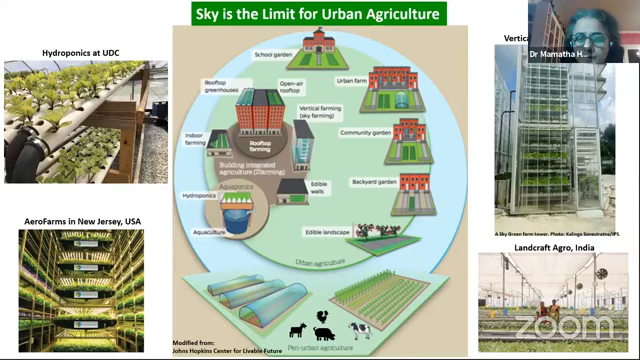 Sky is the Limit for Urban Agriculture
Hydroponics at UDC
AeroFarms in New Jersey, USA
School garden
Rooftop
greenhouses
Open-air
rooftop
Urban farm
Vertical farming
(sky farming)
Indoor
farming
Rooftop
farming
Community garden
Building integrated
agriculture (Zfarming)
Aquaponics
Hydroponics
Edible
walls
Backyard garden
Aquaculture
Edible landscape
Urban agriculture
Peri-urban agriculture
Modified from:
Johns Hopkins Center for Livable Future
Vertica
Dr Mamatha H...
A Sky Green farm tower. Photo: Kalinga Seneviratne/IPS.
Landcraft Agro, India
zoom